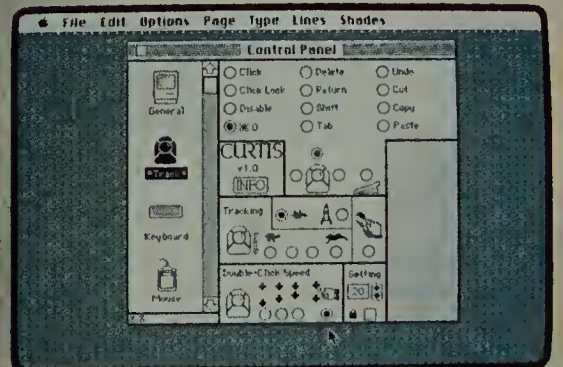 File Edit Options Page Type Lines Shades
Control Panel
General
Track
Keyboard
Mouse
Click
Delete
Undo
Click Lock
Return
Cut
Disable
Shift
Copy
⌘ O
Tab
Paste
CURTIS
v1.0
INFO
Tracking
Double-Click Speed
Setting
20